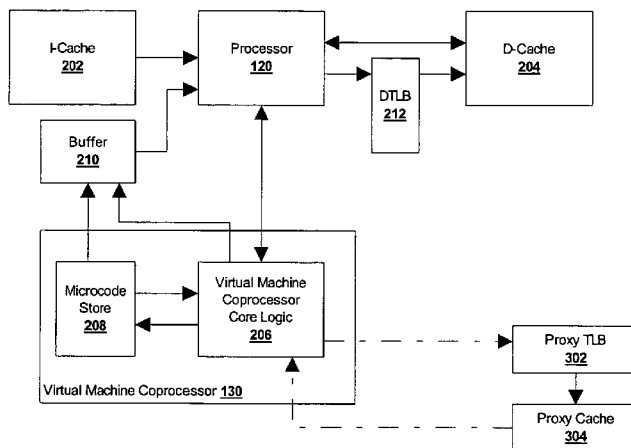 I-Cache
202
Processor
120
D-Cache
204
DTLB
212
Buffer
210
Microcode
Store
208
Virtual Machine
Coprocessor
Core Logic
206
Virtual Machine Coprocessor 130
Proxy TLB
302
Proxy Cache
304